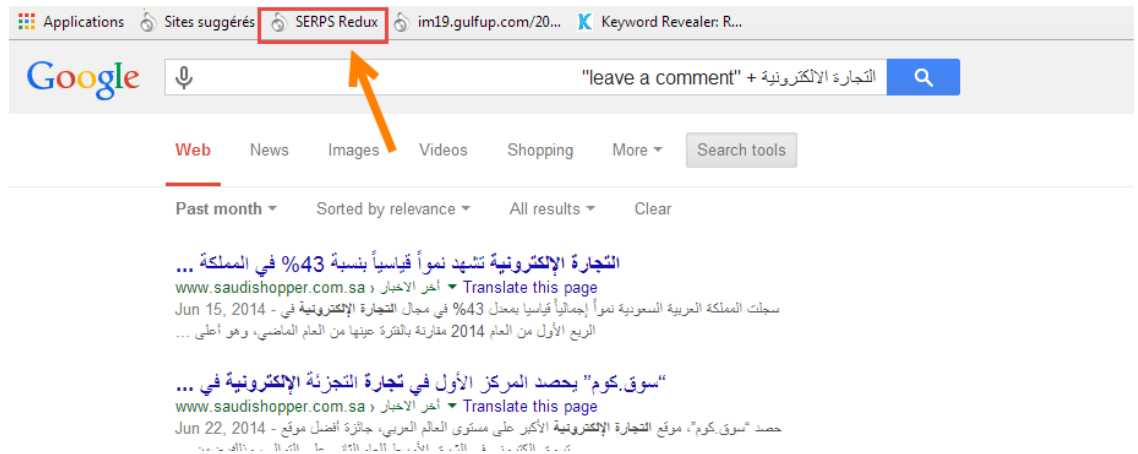 Applications Sites suggérés SERPS Redux im19.gulfup.com/20... Keyword Revealer: R...
Google التجارة الالكترونية + "leave a comment"
Web News Images Videos Shopping More Search tools
Past month Sorted by relevance All results Clear
التجارة الإلكترونية تشهد نمواً قياسياً بنسبة 43% في المملكة ...
www.saudishopper.com.sa › أخر الاخبار Translate this page
Jun 15, 2014 - سجلت المملكة العربية السعودية نمواً إجمالياً قياسيا بمعدل 43% في مجال التجارة الإلكترونية في
الربع الأول من العام 2014 مقارنة بالفترة عينها من العام الماضي، وهو أعلى ...
“سوق.كوم” يحصد المركز الأول في تجارة التجزئة الإلكترونية في ...
www.saudishopper.com.sa › أخر الاخبار Translate this page
Jun 22, 2014 - حصد “سوق.كوم”، موقع التجارة الإلكترونية الأكبر على مستوى العالم العربي، جائزة أفضل موقع